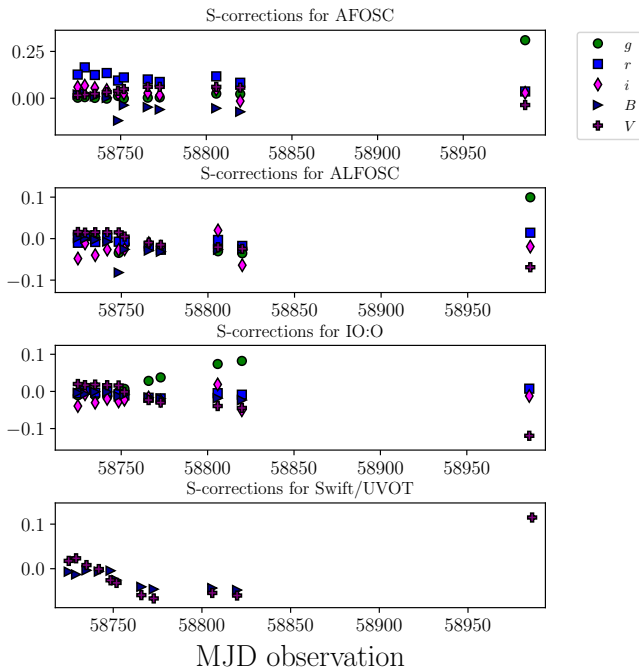 S-corrections for AFOSC
0.25
0.00
58750 58800 58850 58900 58950
g
r
i
B
V
S-corrections for ALFOSC
0.1
0.0
−0.1
58750 58800 58850 58900 58950
S-corrections for IO:O
0.1
0.0
−0.1
58750 58800 58850 58900 58950
S-corrections for Swift/UVOT
0.1
0.0
58750 58800 58850 58900 58950
MJD observation